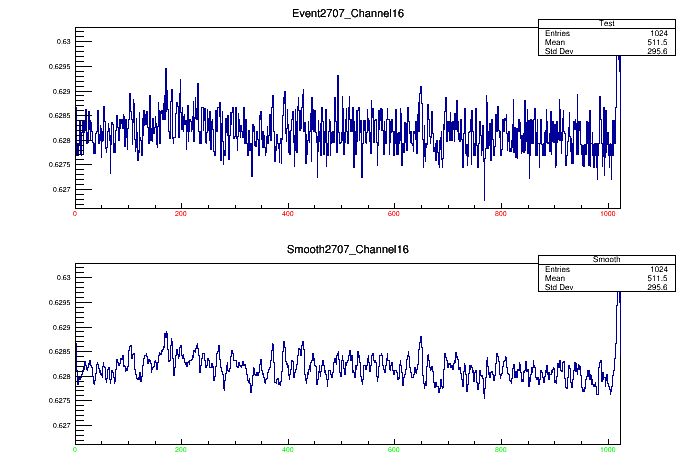 Event2707_Channel16
Test
Entries 1024
Mean 511.5
Std Dev 295.6
0.63
0.6295
0.629
0.6285
0.628
0.6275
0.627
0 200 400 600 800 1000
Smooth2707_Channel16
Smooth
Entries 1024
Mean 511.5
Std Dev 295.6
0.63
0.6295
0.629
0.6285
0.628
0.6275
0.627
0 200 400 600 800 1000